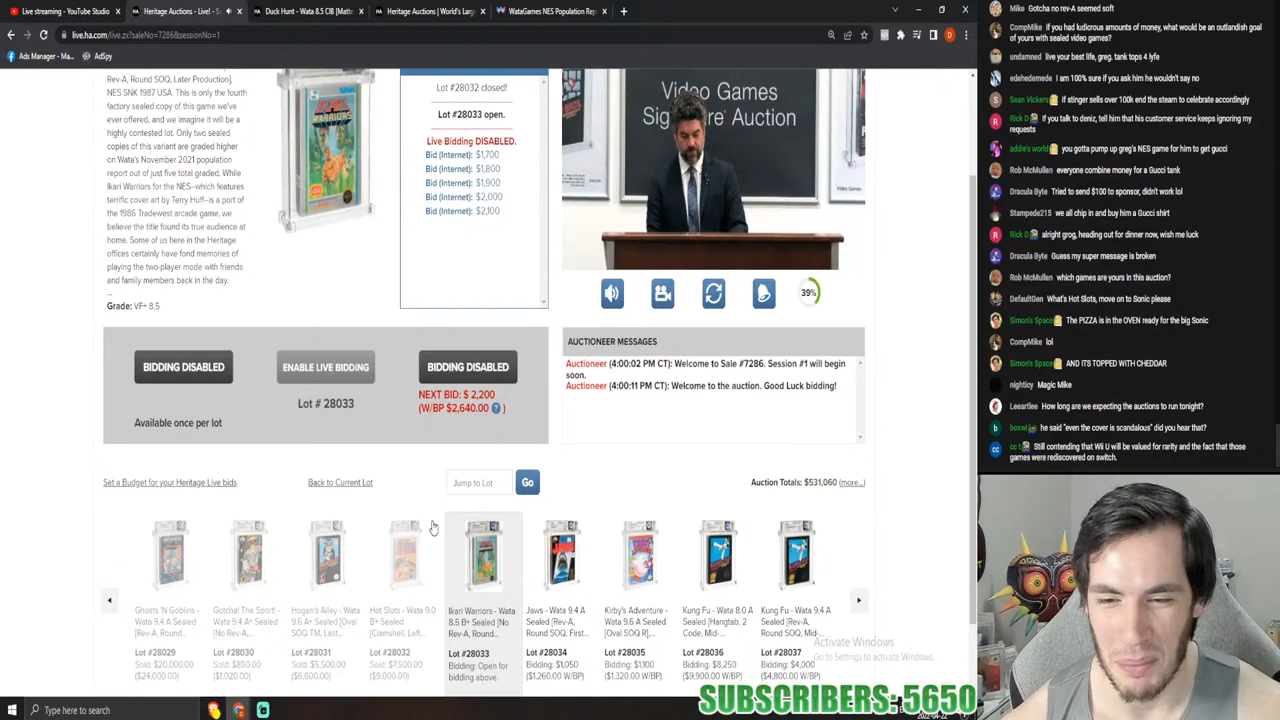 Live streaming - YouTube Studio
Heritage Auctions - Live! - Sa
Duck Hunt - Wata 8.5 CIB [Matt
Heritage Auctions | World's Larg
WataGames NES Population Rep
live.ha.com/live.zx?saleNo=7286&sessionNo=1
Ads Manager - Ma...
AdSpy
Rev-A, Round SOQ, Later Production],
NES SNK 1987 USA. This is only the fourth
factory sealed copy of this game we've
ever offered, and we imagine it will be a
highly contested lot. Only two sealed
copies of this variant are graded higher
on Wata's November 2021 population
report out of just five total graded. While
Ikari Warriors for the NES--which features
terrific cover art by Terry Huff--is a port of
the 1986 Tradewest arcade game, we
believe the title found its true audience at
home. Some of us here in the Heritage
offices certainly have fond memories of
playing the two-player mode with friends
and family members back in the day.
...
Grade: VF+ 8.5
Lot #28032 closed!
Lot #28033 open.
Live Bidding DISABLED.
Bid (Internet): $1,700
Bid (Internet): $1,800
Bid (Internet): $1,900
Bid (Internet): $2,000
Bid (Internet): $2,100
Video Games
Signature Auction
Video Games
39%
BIDDING DISABLED
ENABLE LIVE BIDDING
BIDDING DISABLED
Lot # 28033
NEXT BID: $ 2,200
(W/BP $2,640.00 ? )
Available once per lot
AUCTIONEER MESSAGES
Auctioneer (4:00:02 PM CT): Welcome to Sale #7286. Session #1 will begin
soon.
Auctioneer (4:00:11 PM CT): Welcome to the auction. Good Luck bidding!
Set a Budget for your Heritage Live bids
Back to Current Lot
Jump to Lot
Go
Auction Totals: $531,060 (more...)
Ghosts 'N Goblins -
Wata 9.4 A Sealed
[Rev-A, Round...
Lot #28029
Sold: $20,000.00
($24,000.00)
Gotcha! The Sport! -
Wata 9.4 A+ Sealed
[No Rev-A,...
Lot #28030
Sold: $850.00
($1,020.00)
Hogan's Alley - Wata
9.6 A+ Sealed [Oval
SOQ TM, Last...
Lot #28031
Sold: $5,500.00
($6,600.00)
Hot Slots - Wata 9.0
B+ Sealed
[Clamshell, Left...
Lot #28032
Sold: $7,500.00
($9,000.00)
Ikari Warriors - Wata
8.5 B+ Sealed [No
Rev-A, Round...
Lot #28033
Bidding: Open for
bidding above.
Jaws - Wata 9.4 A
Sealed [Rev-A,
Round SOQ, First...
Lot #28034
Bidding: $1,050
($1,260.00 W/BP)
Kirby's Adventure -
Wata 9.6 A Sealed
[Oval SOQ R],...
Lot #28035
Bidding: $1,100
($1,320.00 W/BP)
Kung Fu - Wata 8.0 A
Sealed [Hangtab, 2
Code, Mid-...
Lot #28036
Bidding: $8,250
($9,900.00 W/BP)
Kung Fu - Wata 9.4 A
Sealed [Rev-A,
Round SOQ, Mid-...
Lot #28037
Bidding: $4,000
($4,800.00 W/BP)
Activate Windows
Go to Settings to activate Windows.
SUBSCRIBERS: 5650
Type here to search
2022-04-22
Mike Gotcha no rev-A seemed soft
CompMike If you had ludicrous amounts of money, what would be an outlandish goal
of yours with sealed video games?
undamned live your best life, greg. tank tops 4 lyfe
edehedemede I am 100% sure if you ask him he wouldn't say no
Sean Vickers if stinger sells over 100k end the steam to celebrate accordingly
Rick D If you talk to deniz, tell him that his customer service keeps ignoring my
requests
addie's world you gotta pump up greg's NES game for him to get gucci
Rob McMullen everyone combine money for a Gucci tank
Dracula Byte Tried to send $100 to sponsor, didn't work lol
Stampede215 we all chip in and buy him a Gucci shirt
Rick D alright grog, heading out for dinner now, wish me luck
Dracula Byte Guess my super message is broken
Rob McMullen which games are yours in this auction?
DefaultGen What's Hot Slots, move on to Sonic please
Simon's Space The PIZZA is in the OVEN ready for the big Sonic
CompMike lol
Simon's Space AND ITS TOPPED WITH CHEDDAR
nighticy Magic Mike
Leeartlee How long are we expecting the auctions to run tonight?
boxwi he said "even the cover is scandalous" did you hear that?
cc t Still contending that Wii U will be valued for rarity and the fact that those
games were rediscovered on switch.